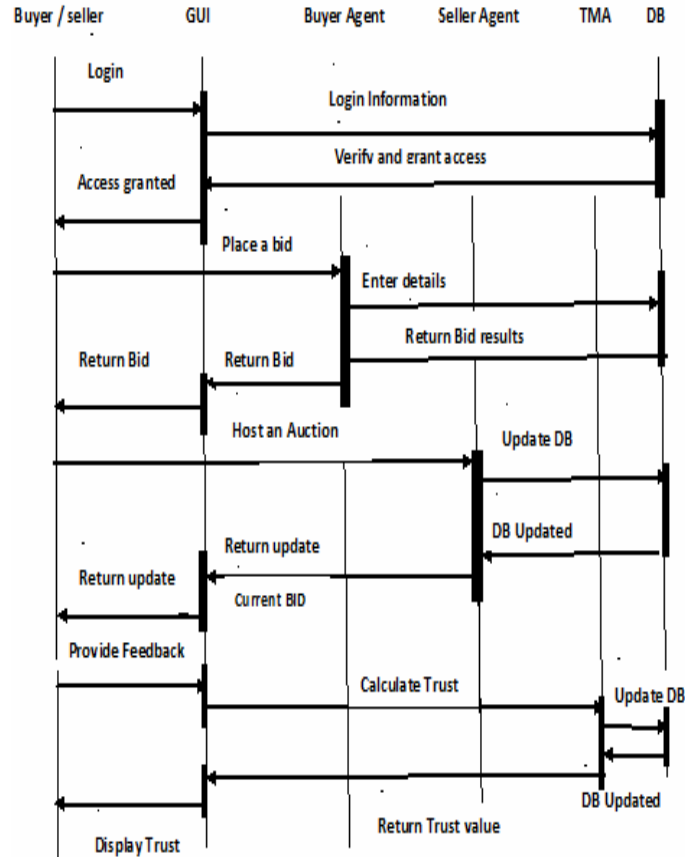 Buyer / seller GUI Buyer Agent Seller Agent TMA DB
Login
Login Information
Verify and grant access
Access granted
Place a bid
Enter details
Return Bid results
Return Bid
Return Bid
Host an Auction
Update DB
DB Updated
Return update
Return update
Current BID
Provide Feedback
Calculate Trust
Update DB
DB Updated
Return Trust value
Display Trust